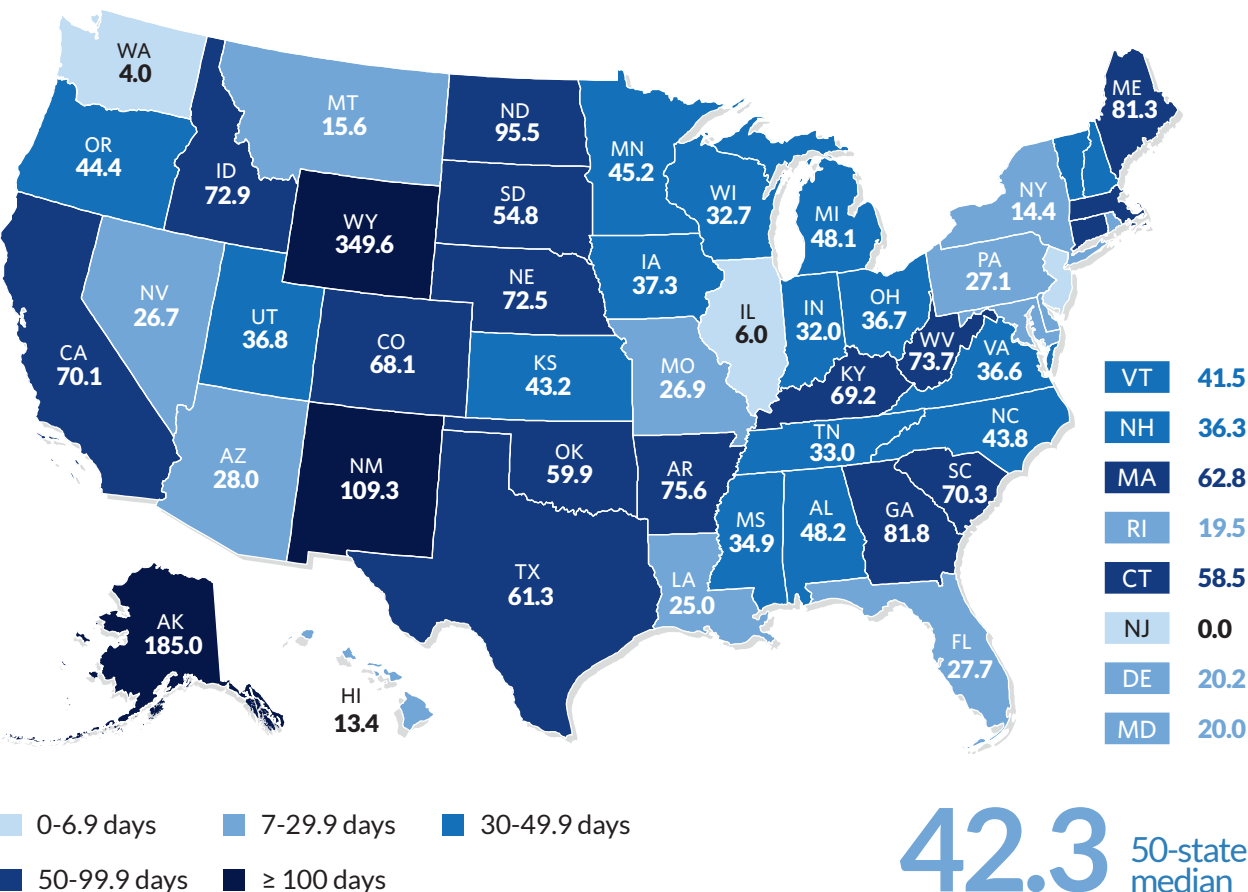 WA
4.0
MT
15.6
ND
95.5
MN
45.2
ME
81.3
OR
44.4
ID
72.9
WY
349.6
SD
54.8
WI
32.7
MI
48.1
NY
14.4
NV
26.7
UT
36.8
NE
72.5
IA
37.3
IL
6.0
IN
32.0
OH
36.7
PA
27.1
CA
70.1
CO
68.1
KS
43.2
MO
26.9
KY
69.2
WV
73.7
VA
36.6
AZ
28.0
NM
109.3
OK
59.9
AR
75.6
TN
33.0
NC
43.8
SC
70.3
MS
34.9
AL
48.2
GA
81.8
TX
61.3
LA
25.0
FL
27.7
AK
185.0
HI
13.4
VT 41.5
NH 36.3
MA 62.8
RI 19.5
CT 58.5
NJ 0.0
DE 20.2
MD 20.0
0-6.9 days 7-29.9 days 30-49.9 days
50-99.9 days ≥ 100 days
42.3 50-state
median